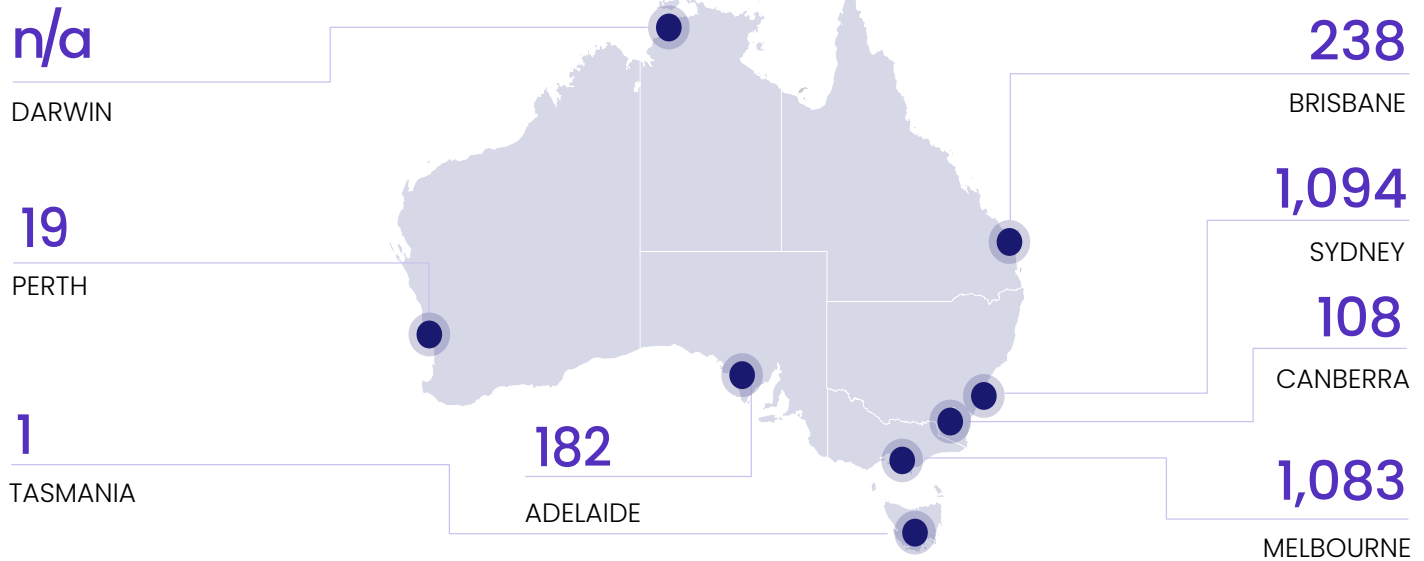 n/a
DARWIN
19
PERTH
1
TASMANIA
182
ADELAIDE
238
BRISBANE
1,094
SYDNEY
108
CANBERRA
1,083
MELBOURNE